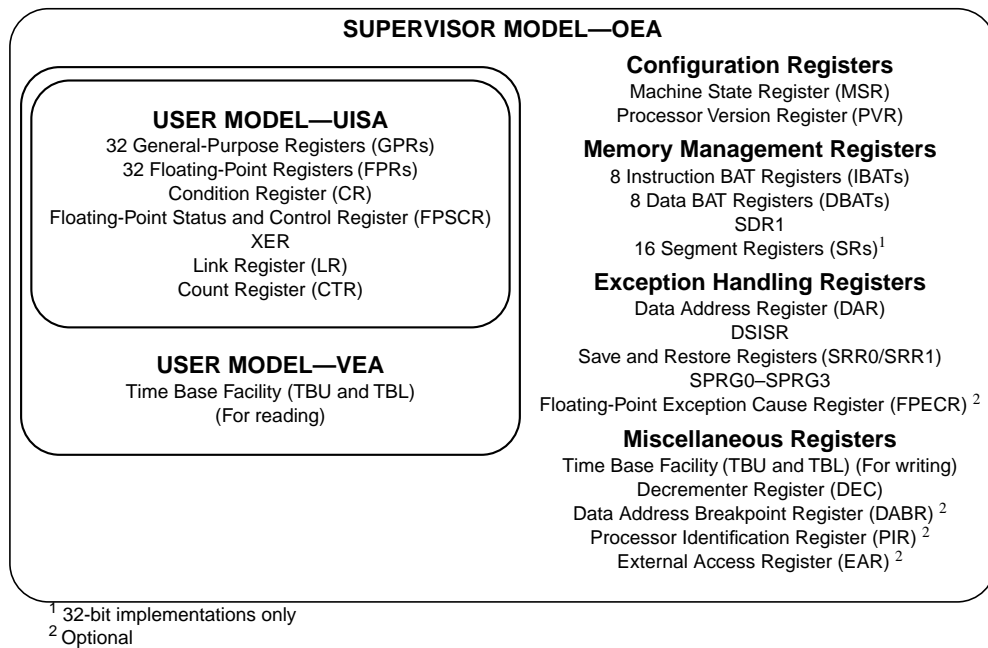 SUPERVISOR MODEL—OEA
USER MODEL—UISA
32 General-Purpose Registers (GPRs)
32 Floating-Point Registers (FPRs)
Condition Register (CR)
Floating-Point Status and Control Register (FPSCR)
XER
Link Register (LR)
Count Register (CTR)
USER MODEL—VEA
Time Base Facility (TBU and TBL)
(For reading)
Configuration Registers
Machine State Register (MSR)
Processor Version Register (PVR)
Memory Management Registers
8 Instruction BAT Registers (IBATs)
8 Data BAT Registers (DBATs)
SDR1
16 Segment Registers (SRs)1
Exception Handling Registers
Data Address Register (DAR)
DSISR
Save and Restore Registers (SRR0/SRR1)
SPRG0–SPRG3
Floating-Point Exception Cause Register (FPECR) 2
Miscellaneous Registers
Time Base Facility (TBU and TBL) (For writing)
Decrementer Register (DEC)
Data Address Breakpoint Register (DABR) 2
Processor Identification Register (PIR) 2
External Access Register (EAR) 2
1 32-bit implementations only
2 Optional